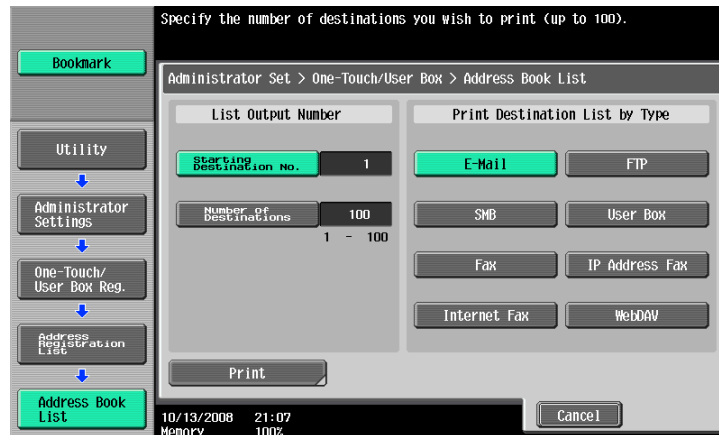 Specify the number of destinations you wish to print (up to 100).
Bookmark
Administrator Set > One-Touch/User Box > Address Book List
List Output Number
Print Destination List by Type
Utility
Starting
Destination No.
1
E-Mail
FTP
Administrator
Settings
Number of
Destinations
100
SMB
User Box
1 - 100
One-Touch/
User Box Reg.
Fax
IP Address Fax
Address
Registration
List
Internet Fax
WebDAV
Print
Address Book
List
10/13/2008 21:07
Memory 100%
Cancel